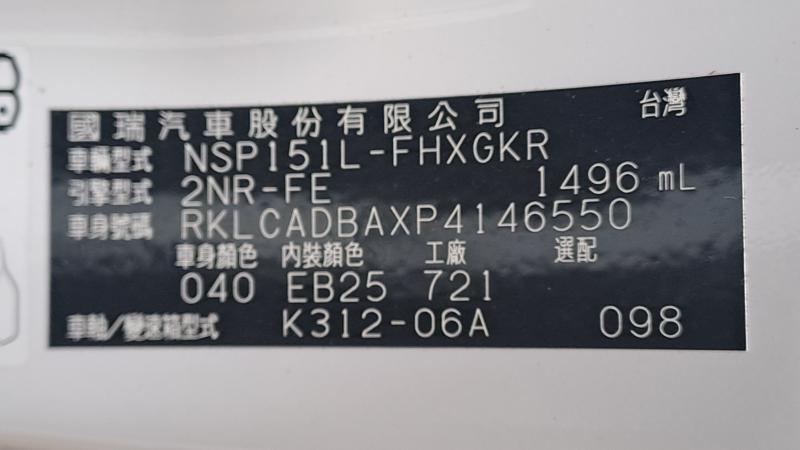 國瑞汽車股份有限公司 台灣
車輛型式 NSP151L-FHXGKR
引擎型式 2NR-FE 1496 mL
車身號碼 RKLCADBAXP4146550
車身顏色 內裝顏色 工廠 選配
040 EB25 721
車軸/變速箱型式 K312-06A 098